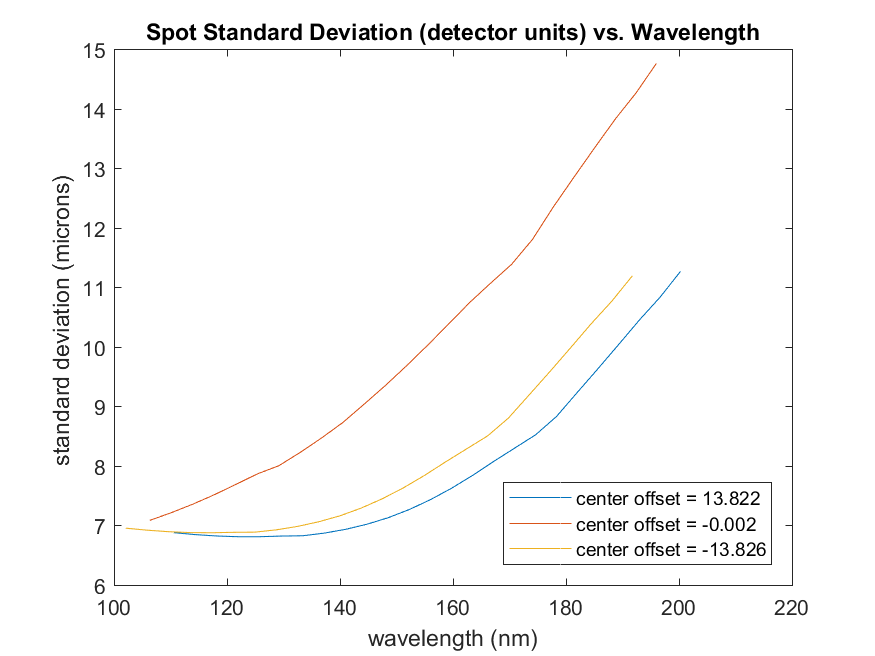 Spot Standard Deviation (detector units) vs. Wavelength
15
14
13
12
11
10
9
8
7
6
standard deviation (microns)
center offset = 13.822
center offset = -0.002
center offset = -13.826
100 120 140 160 180 200 220
wavelength (nm)